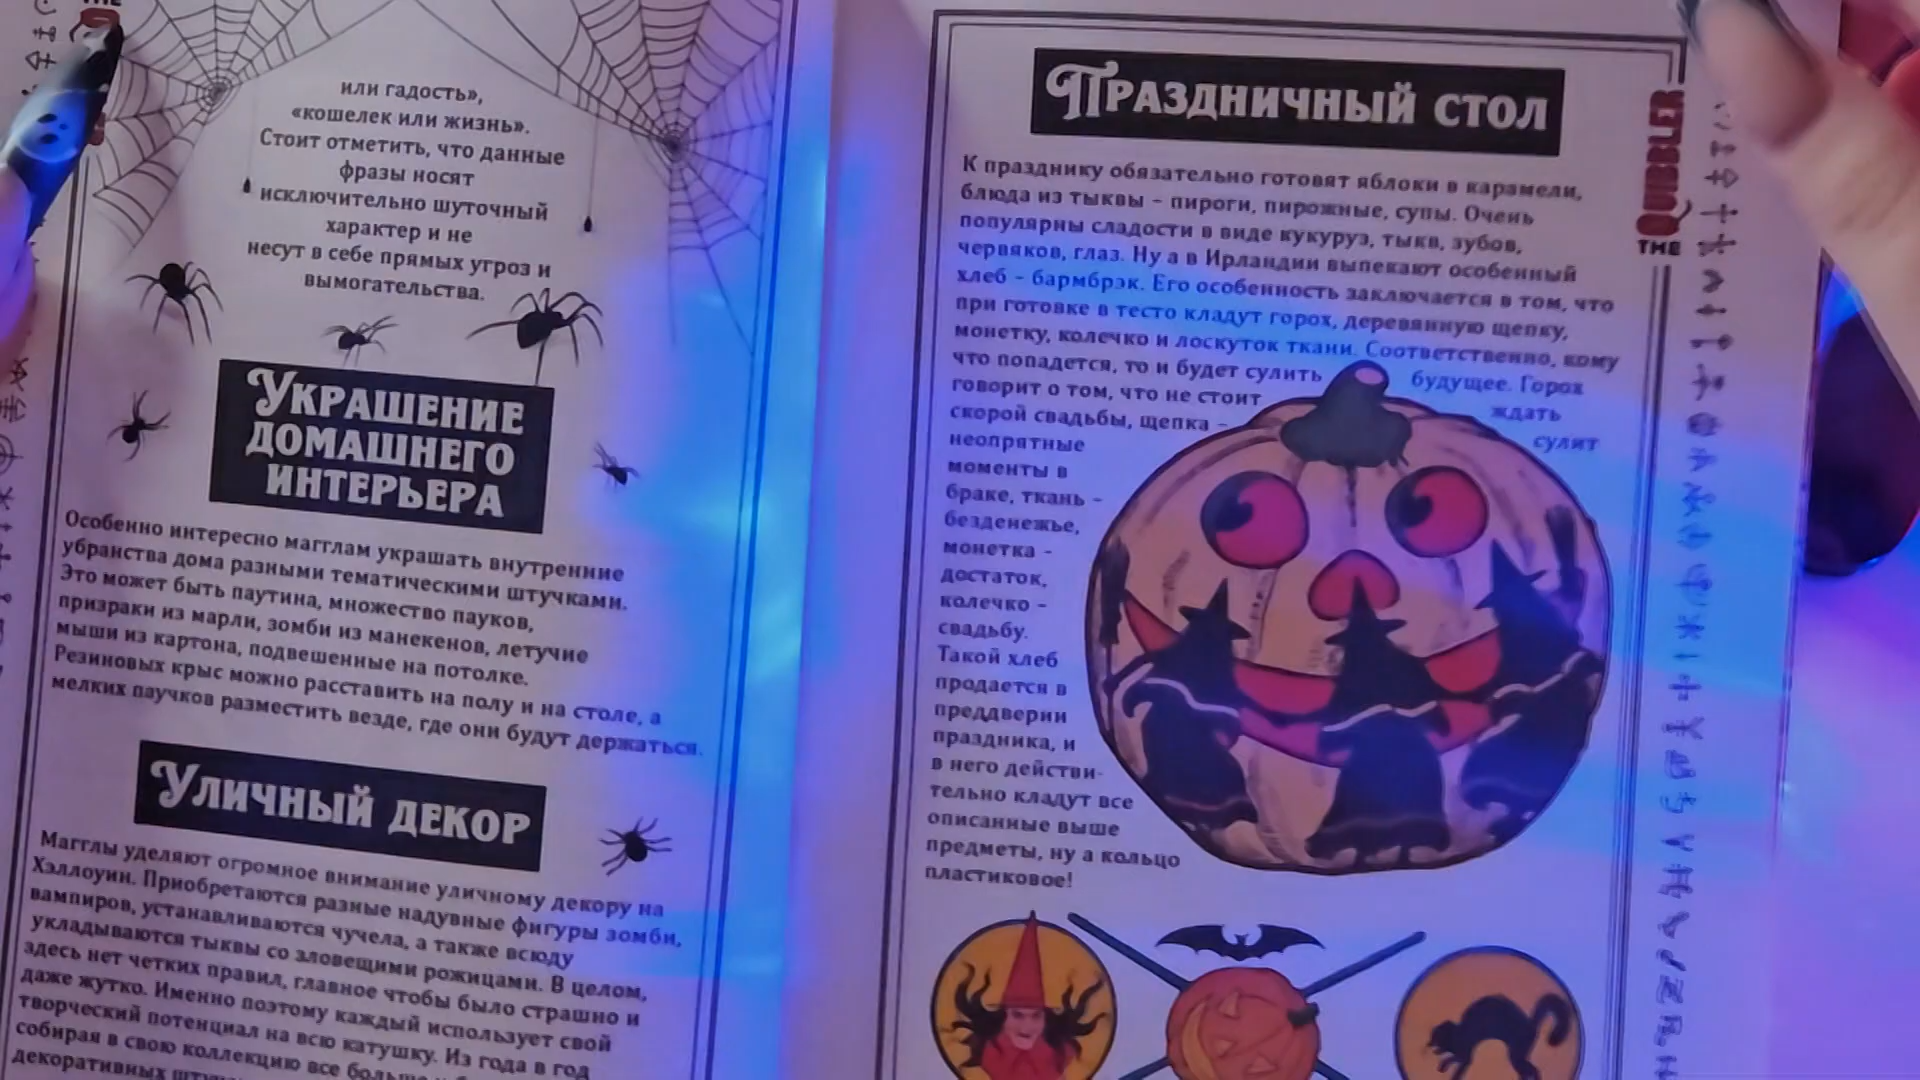 или гадость»,
«кошелек или жизнь».
Стоит отметить, что данные
фразы носят
исключительно шуточный
характер и не
несут в себе прямых угроз и
вымогательства.
Украшение
домашнего
интерьера
Особенно интересно магглам украшать внутренние
убранства дома разными тематическими штучками.
Это может быть паутина, множество пауков,
призраки из марли, зомби из манекенов, летучие
мыши из картона, подвешенные на потолке.
Резиновых крыс можно расставить на полу и на столе, а
мелких паучков разместить везде, где они будут держаться.
Уличный декор
Магглы уделяют огромное внимание уличному декору на
Хэллоуин. Приобретаются разные надувные фигуры зомби,
вампиров, устанавливаются чучела, а также всюду
укладываются тыквы со зловещими рожицами. В целом,
здесь нет четких правил, главное чтобы было страшно и
даже жутко. Именно поэтому каждый использует свой
творческий потенциал на всю катушку. Из года в год
собирая в свою коллекцию все больше
декоративных
Праздничный стол
К празднику обязательно готовят яблоки в карамели,
блюда из тыквы – пироги, пирожные, супы. Очень
популярны сладости в виде кукуруз, тыкв, зубов,
червяков, глаз. Ну а в Ирландии выпекают особенный
хлеб – бармбрэк. Его особенность заключается в том, что
при готовке в тесто кладут горох, деревянную щепку,
монетку, колечко и лоскуток ткани. Соответственно, кому
что попадется, то и будет сулить будущее. Горох
говорит о том, что не стоит ждать
скорой свадьбы, щепка – сулит
неопрятные
моменты в
браке, ткань –
безденежье,
монетка –
достаток,
колечко –
свадьбу.
Такой хлеб
продается в
преддверии
праздника, и
в него действи-
тельно кладут все
описанные выше
предметы, ну а кольцо
пластиковое!
THE QUIBBLER